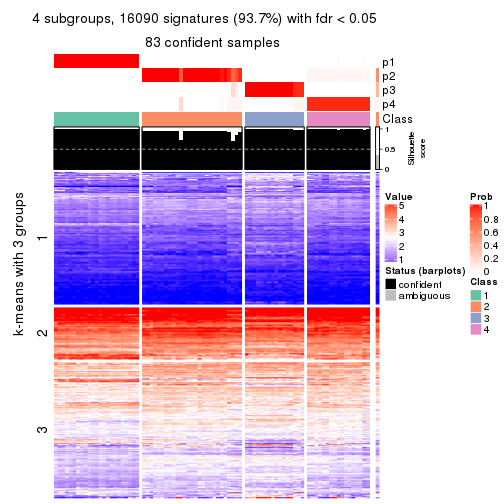 4 subgroups, 16090 signatures (93.7%) with fdr < 0.05
83 confident samples
p1
p2
p3
p4
Class
1
0.5
0
Silhouette
score
k-means with 3 groups
1
2
3
Value
5
4
3
2
1
Status (barplots)
confident
ambiguous
Prob
1
0.8
0.6
0.4
0.2
0
Class
1
2
3
4